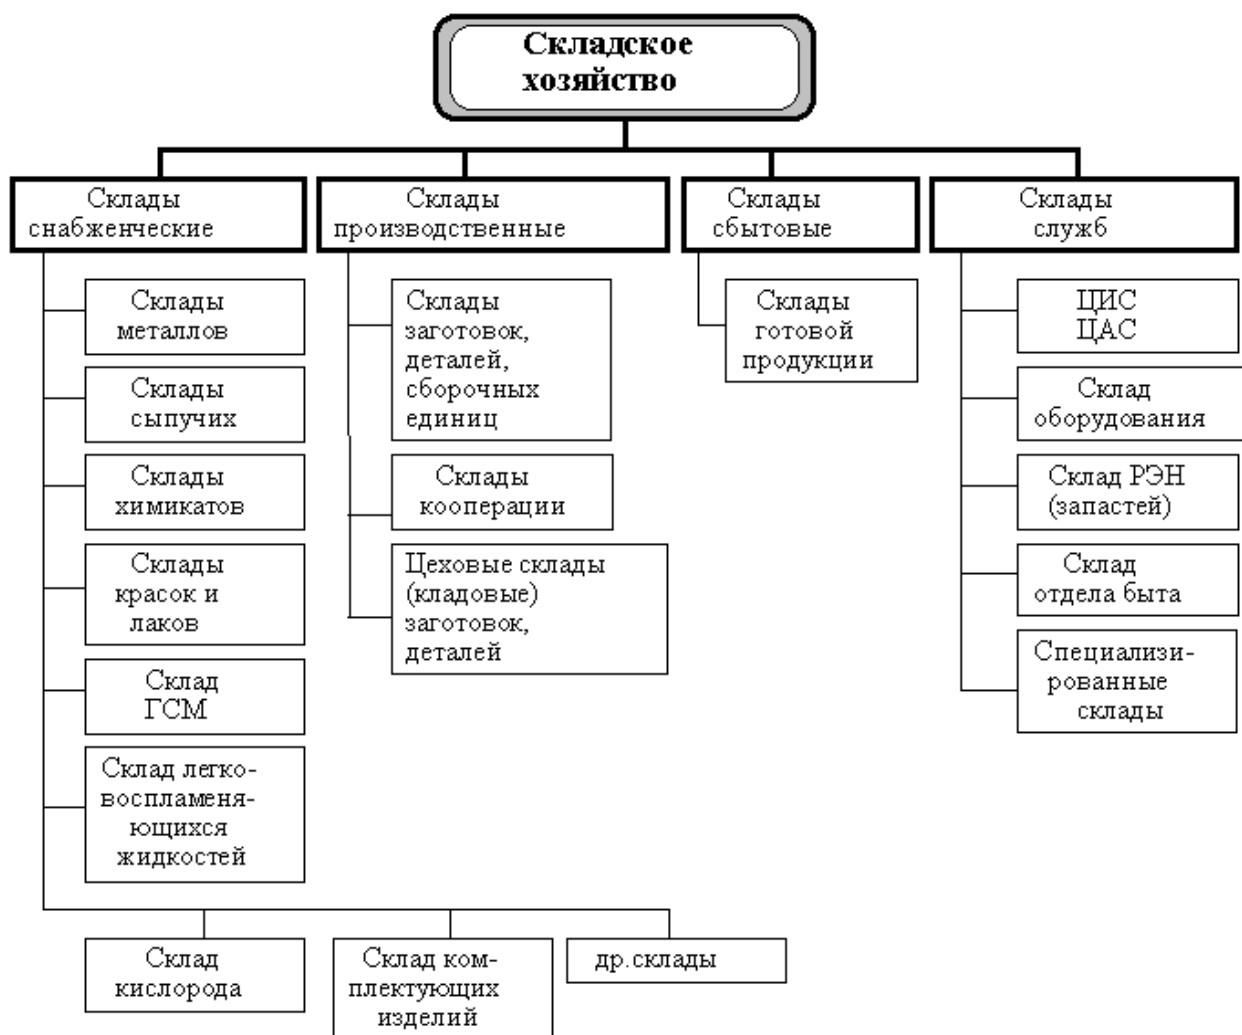 Складское
хозяйство
Склады
снабженческие
Склады
производственные
Склады
сбытовые
Склады
служб
Склады
металлов
Склады
сыпучих
Склады
химикатов
Склады
красок и
лаков
Склад
ГСМ
Склад легко-
воспламеня-
ющихся
жидкостей
Склад
кислорода
Склад ком-
плектующих
изделий
др.склады
Склады
заготовок,
деталей,
сборочных
единиц
Склады
кооперации
Цеховые склады
(кладовые)
заготовок,
деталей
Склады
готовой
продукции
ЦИС
ЦАС
Склад
оборудования
Склад РЭН
(запастей)
Склад
отдела быта
Специализи-
рованные
склады